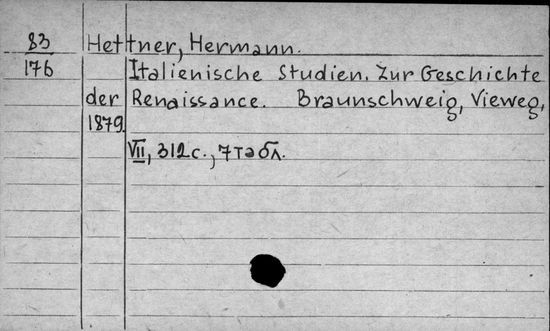 83
176
Hettner, Hermann.
Italienische Studien. Zur Geschichte
der Renaissance. Braunschweig, Vieweg,
1879.
VII, 312 с., 7 табл.